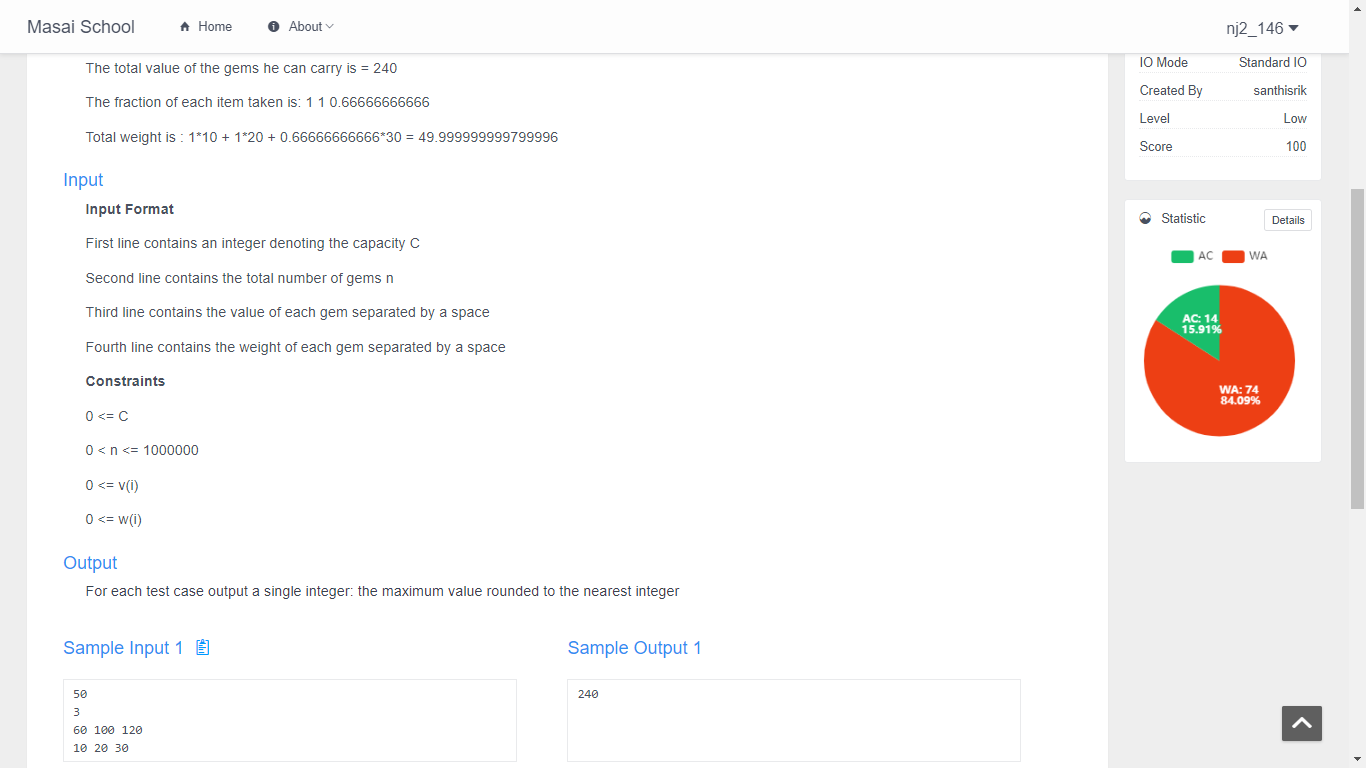 Masai School
Home
About
nj2_146
The total value of the gems he can carry is = 240
The fraction of each item taken is: 1 1 0.66666666666
Total weight is : 1*10 + 1*20 + 0.66666666666*30 = 49.999999999799996
Input
Input Format
First line contains an integer denoting the capacity C
Second line contains the total number of gems n
Third line contains the value of each gem separated by a space
Fourth line contains the weight of each gem separated by a space
Constraints
0 <= C
0 < n <= 1000000
0 <= v(i)
0 <= w(i)
Output
For each test case output a single integer: the maximum value rounded to the nearest integer
Sample Input 1
50
3
60 100 120
10 20 30
Sample Output 1
240
IO Mode Standard IO
Created By santhisrik
Level Low
Score 100
Statistic
Details
AC WA
AC: 14
15.91%
WA: 74
84.09%